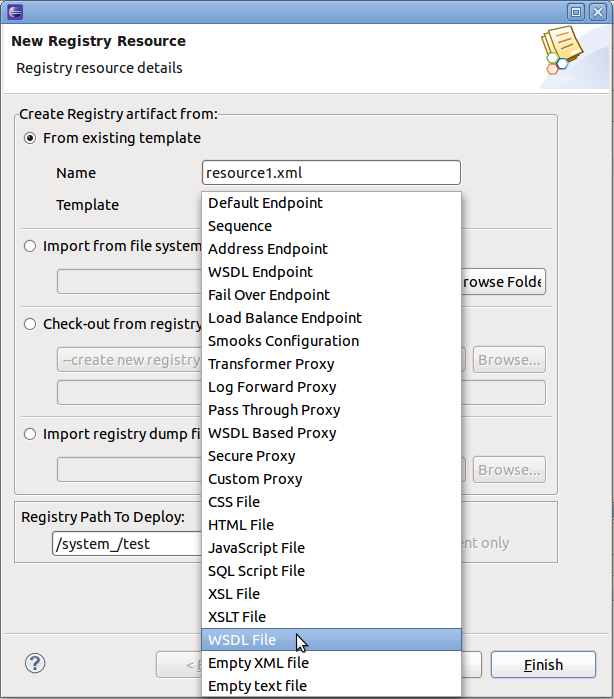 New Registry Resource
Registry resource details
Create Registry artifact from:
From existing template
Name resource1.xml
Template
Default Endpoint
Sequence
Address Endpoint
Import from file system
WSDL Endpoint
rowse Folde
Fail Over Endpoint
Load Balance Endpoint
Check-out from registry
Smooks Configuration
--create new registry
Browse...
Transformer Proxy
Log Forward Proxy
Pass Through Proxy
Import registry dump fi
WSDL Based Proxy
Secure Proxy
Browse...
Custom Proxy
CSS File
Registry Path To Deploy:
HTML File
/system_/test
JavaScript File
nt only
SQL Script File
XSL File
XSLT File
WSDL File
?
<
Empty XML file
Finish
Empty text file